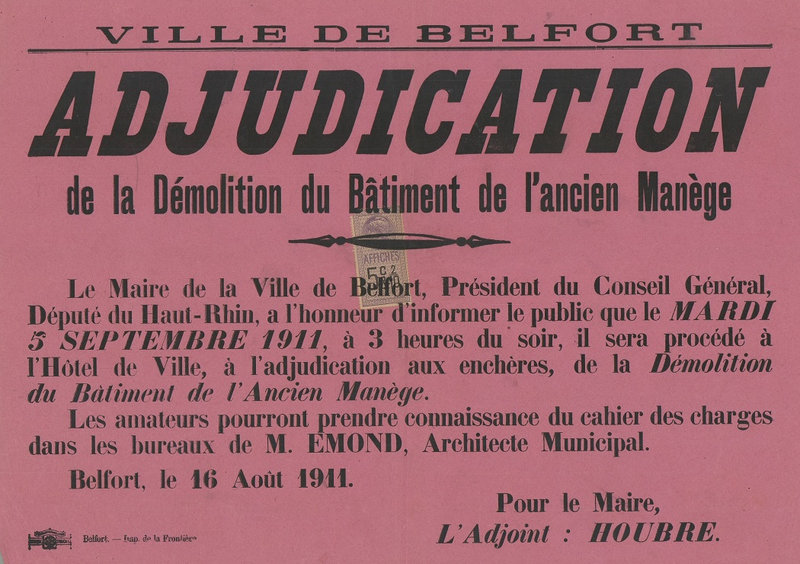 VILLE DE BELFORT
ADJUDICATION
de la Démolition du Bâtiment de l'ancien Manège
AFFICHES
5c
Le Maire de la Ville de Belfort, Président du Conseil Général,
Député du Haut-Rhin, a l'honneur d'informer le public que le MARDI
5 SEPTEMBRE 1911, à 3 heures du soir, il sera procédé à
l'Hôtel de Ville, à l'adjudication aux enchères, de la Démolition
du Bâtiment de l'Ancien Manège.
Les amateurs pourront prendre connaissance du cahier des charges
dans les bureaux de M. ÉMOND, Architecte Municipal.
Belfort, le 16 Août 1911.
Pour le Maire,
L'Adjoint : HOUBRE.
Belfort. — Imp. de la Frontière